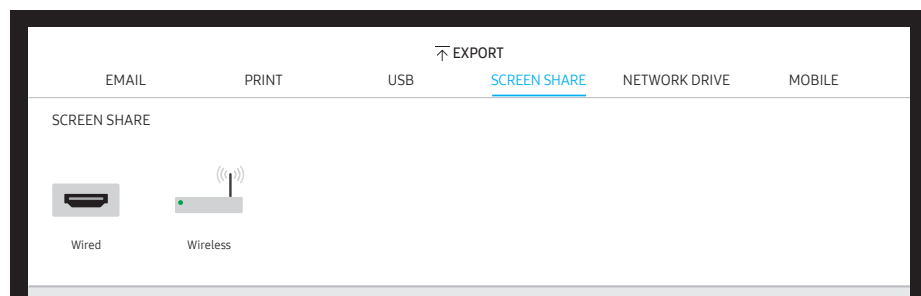 EXPORT
EMAIL PRINT USB SCREEN SHARE NETWORK DRIVE MOBILE
SCREEN SHARE
Wired Wireless